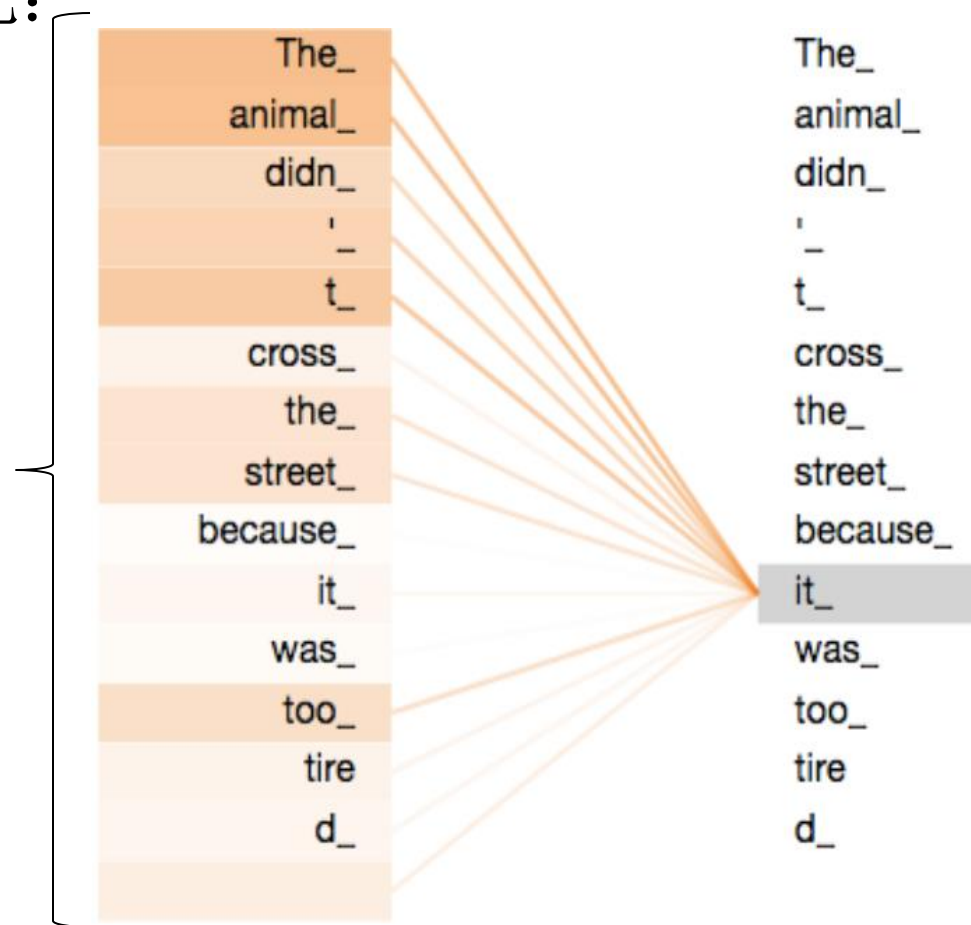 The_ The_
animal_ animal_
didn_ didn_
'_ '_
t_ t_
cross_ cross_
the_ the_
street_ street_
because_ because_
it_ it_
was_ was_
too_ too_
tire tire
d_ d_